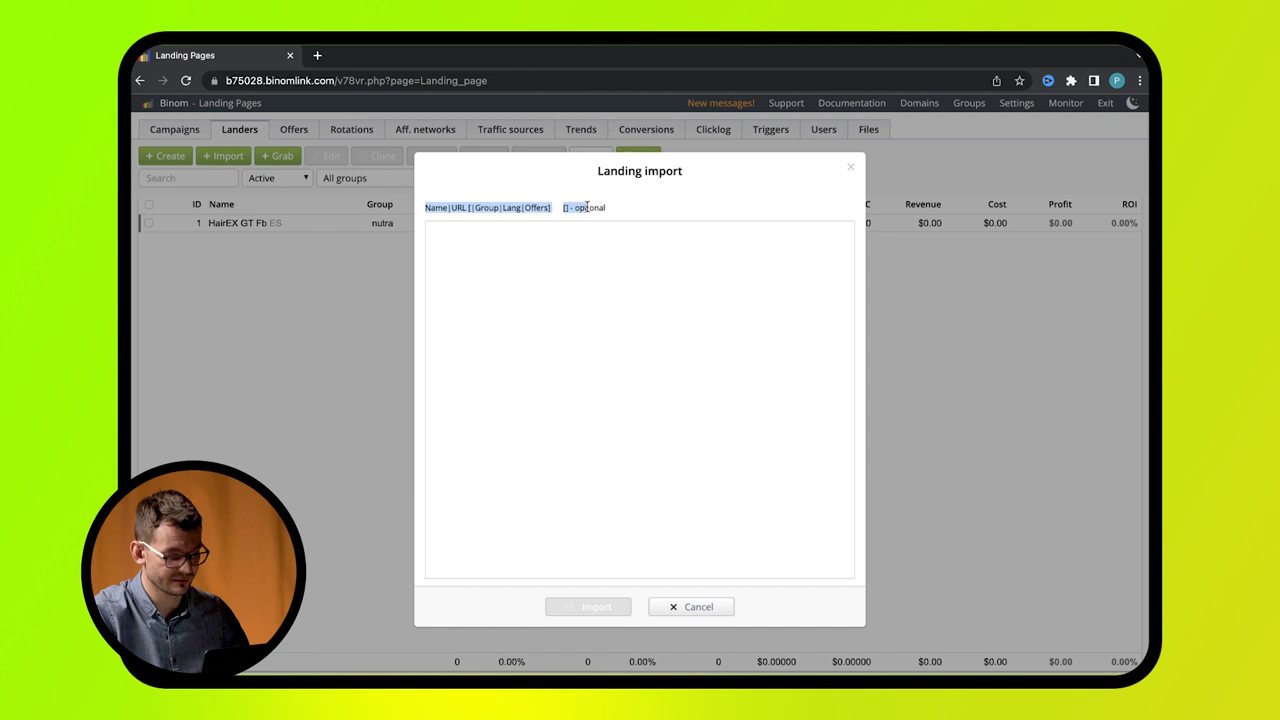 Landing Pages
b75028.binomlink.com/v78vr.php?page=Landing_page
P
Binom - Landing Pages
New messages! Support Documentation Domains Groups Settings Monitor Exit
Campaigns Landers Offers Rotations Aff. networks Traffic sources Trends Conversions Clicklog Triggers Users Files
+ Create + Import + Grab Edit Clone
Search Active All groups
Landing import
Name|URL [|Group|Lang|Offers] [] - optional
ID Name Group C Revenue Cost Profit ROI
1 HairEX GT Fb ES nutra 0 $0.00 $0.00 $0.00 0.00%
Import Cancel
0 0.00% 0 0.00% 0 $0.00000 $0.00000 $0.00 $0.00 $0.00 0.00%